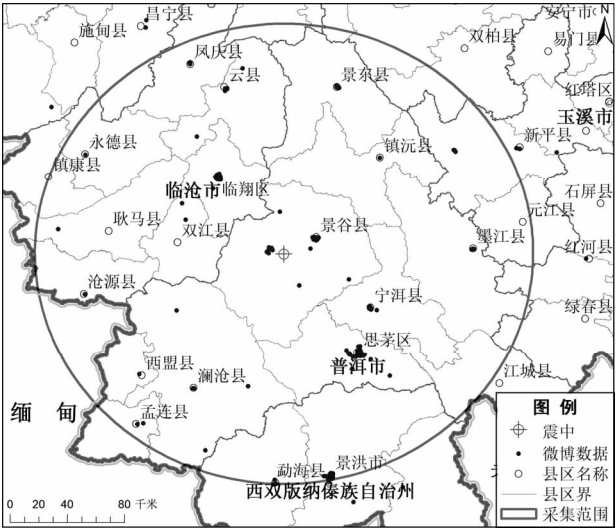 昌宁县
施甸县
安宁市
N
双柏县
易门县
凤庆县
云县
景东县
红塔区
玉溪市
新平县
永德县
镇康县
镇沅县
临沧市
临翔区
石屏县
元江县
耿马县
双江县
景谷县
墨江县
红河县
沧源县
宁洱县
绿春县
思茅区
普洱市
西盟县
澜沧县
江城县
缅 甸
孟连县
勐海县
景洪市
西双版纳傣族自治州
图 例
震中
微博数据
县区名称
县区界
采集范围
0 20 40 80 千米